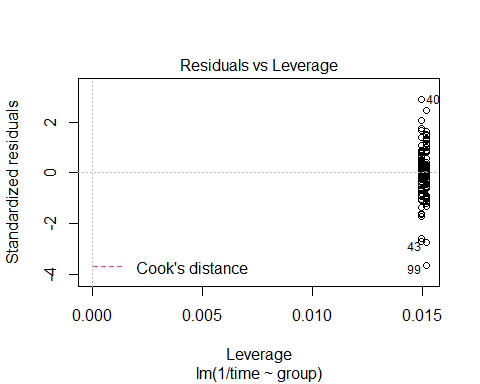 Residuals vs Leverage
Standardized residuals
2
0
-2
-4
40
43
99
Cook's distance
0.000 0.005 0.010 0.015
Leverage
lm(1/time ~ group)